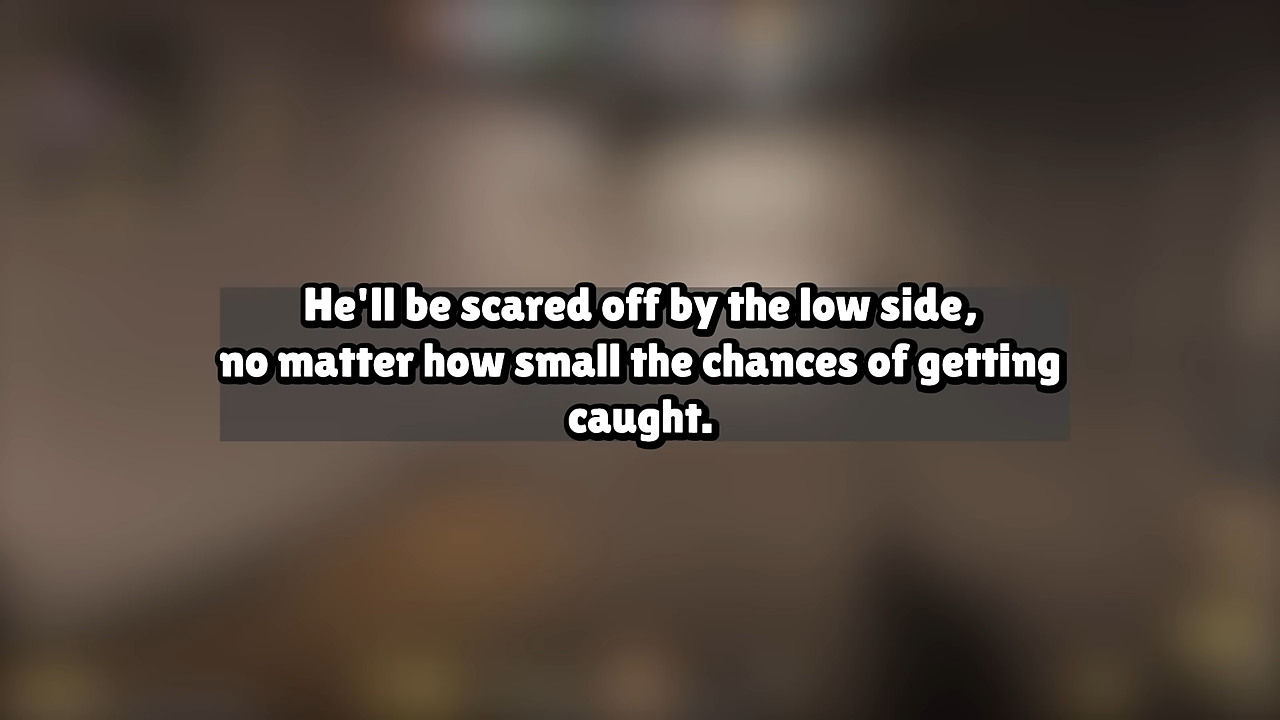 He'll be scared off by the low side,
no matter how small the chances of getting
caught.